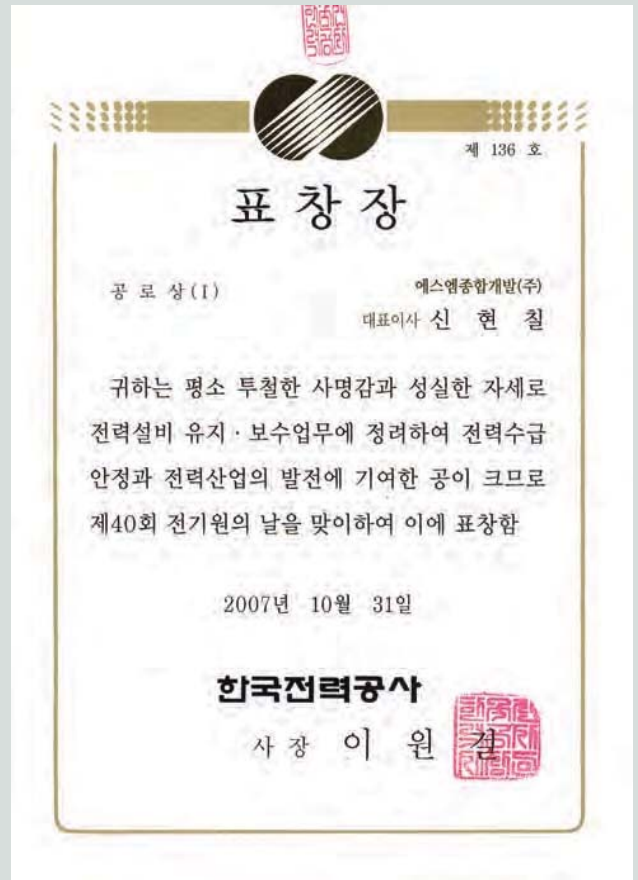 제 136 호
표 창 장
공 로 상(I)
에스엠종합개발(주)
대표이사 신 현 칠
귀하는 평소 투철한 사명감과 성실한 자세로
전력설비 유지 · 보수업무에 정려하여 전력수급
안정과 전력산업의 발전에 기여한 공이 크므로
제40회 전기원의 날을 맞이하여 이에 표창함
2007년 10월 31일
한국전력공사
사 장 이 원 걸